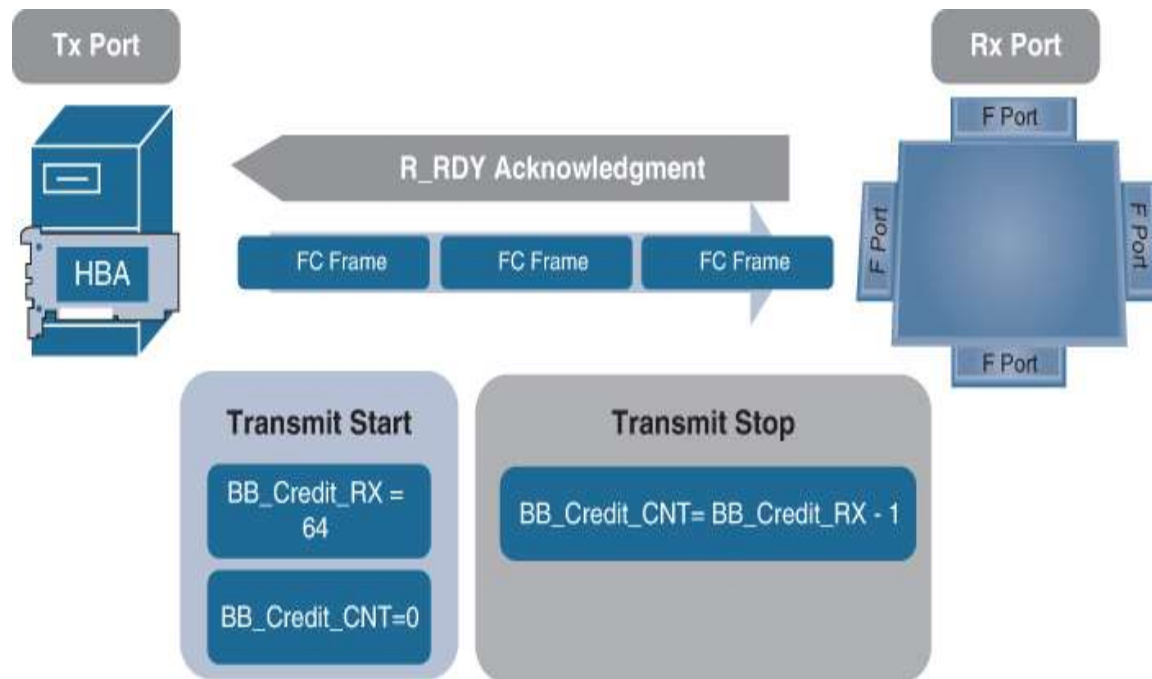 Tx Port
Rx Port
F Port
R_RDY Acknowledgment
F Port
F Port
HBA
FC Frame
FC Frame
FC Frame
F Port
Transmit Start
Transmit Stop
BB_Credit_RX =
64
BB_Credit_CNT= BB_Credit_RX - 1
BB_Credit_CNT=0